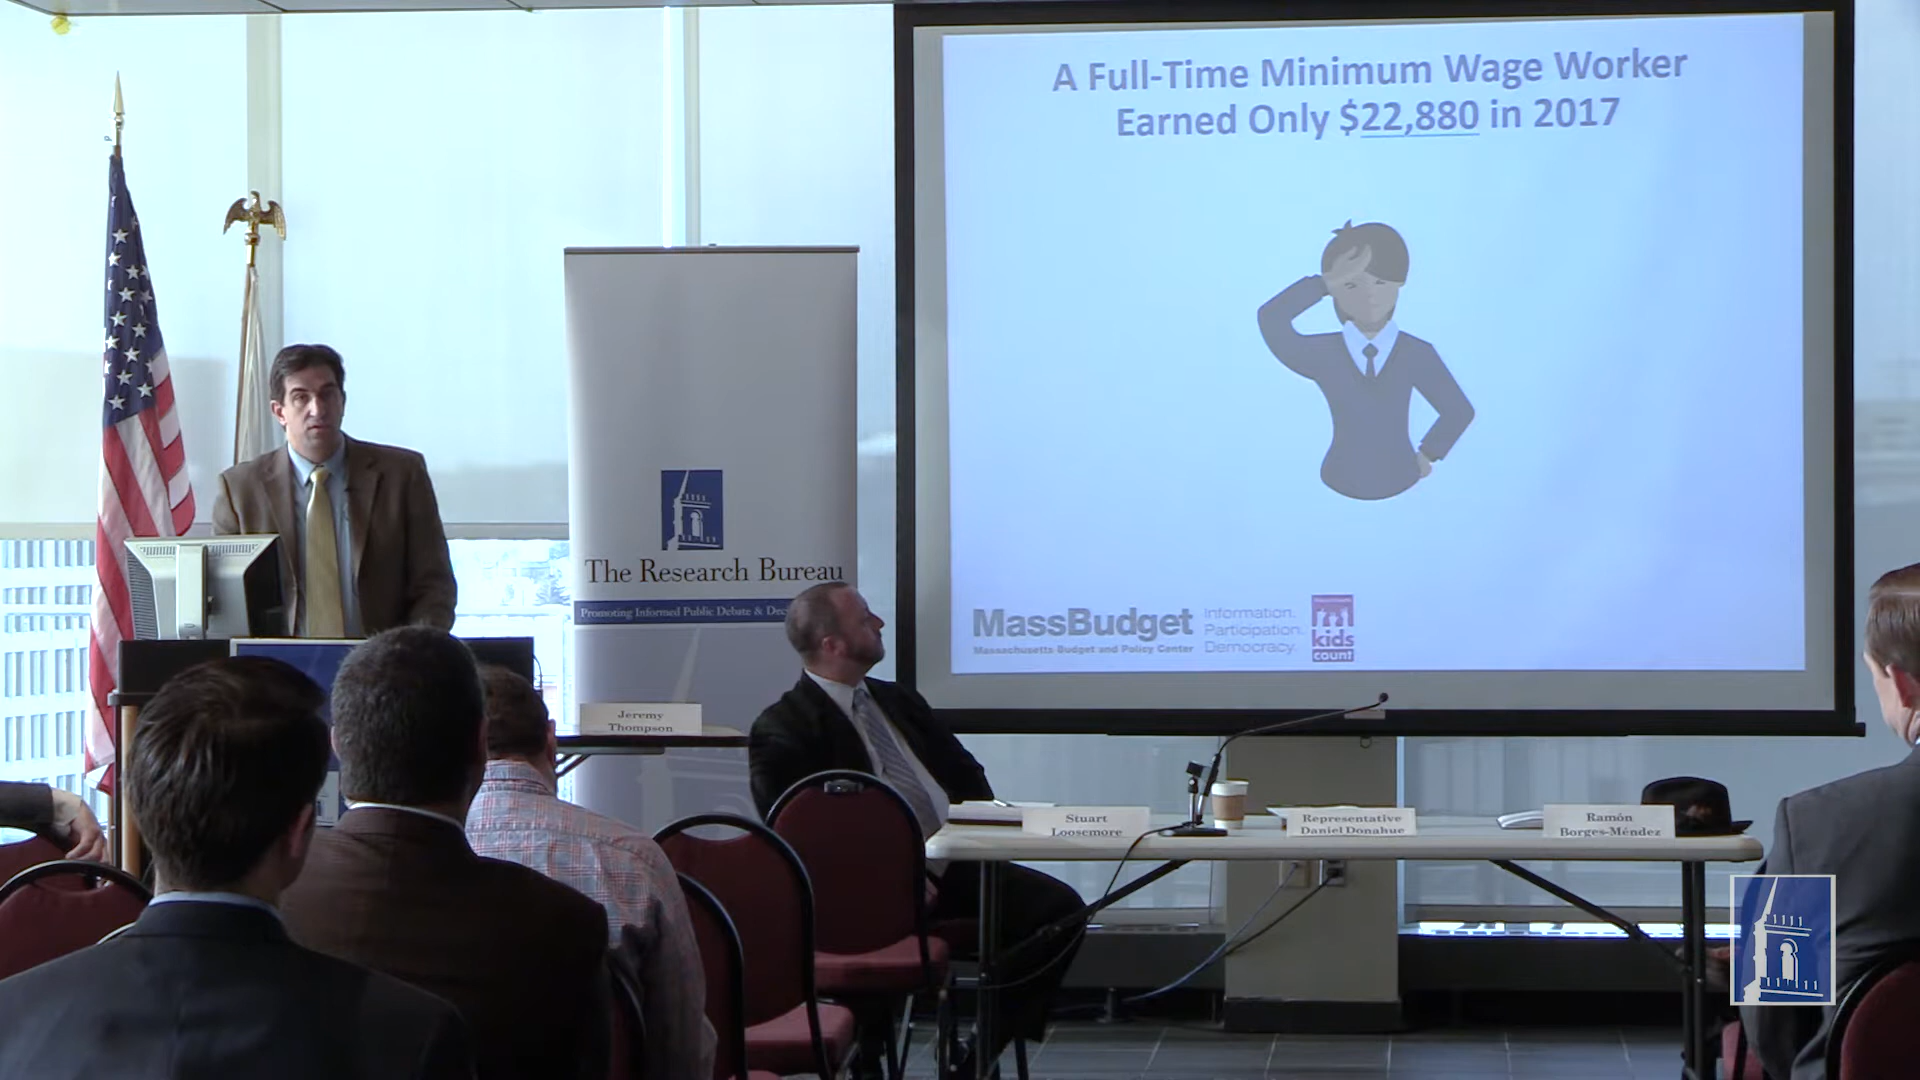 A Full-Time Minimum Wage Worker
Earned Only $22,880 in 2017
MassBudget
Massachusetts Budget and Policy Center
Information.
Participation.
Democracy.
kids
count
The Research Bureau
Promoting Informed Public Debate &
Jeremy
Thompson
Stuart
Loosemore
Representative
Daniel Donahue
Ramón
Borges-Méndez